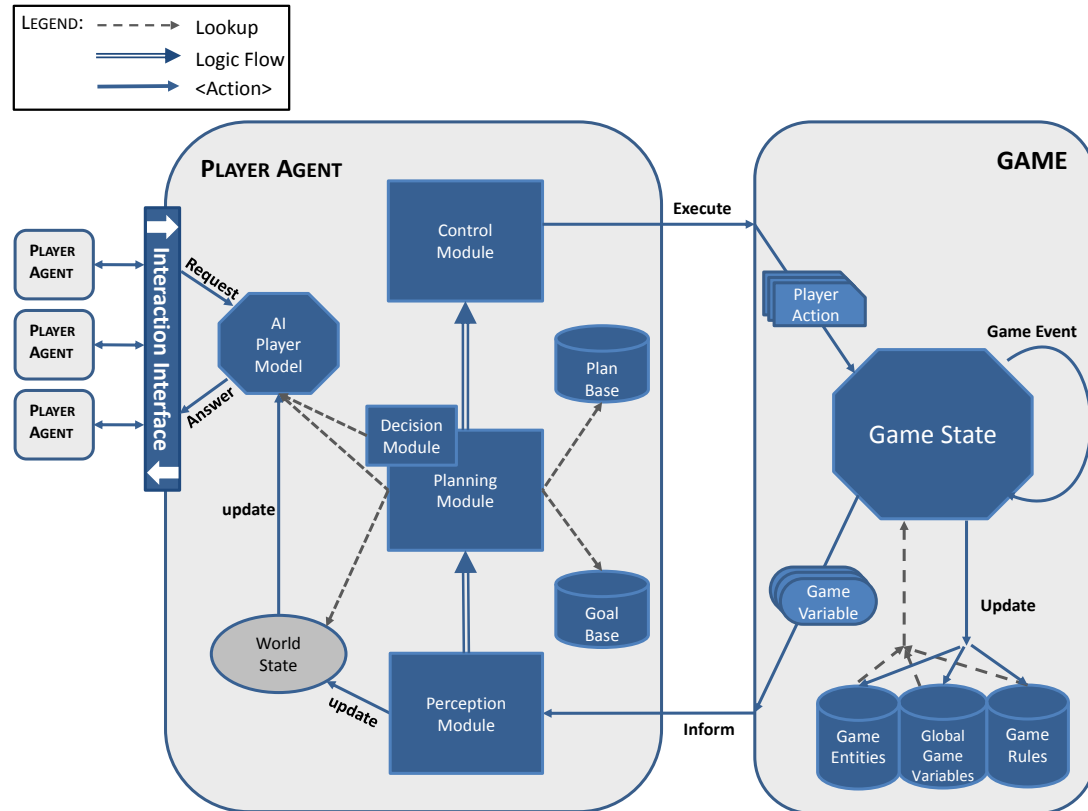 LEGEND:
Lookup
Logic Flow
<Action>
PLAYER AGENT
GAME
Control
Module
Execute
PLAYER
AGENT
PLAYER
AGENT
PLAYER
AGENT
Interaction Interface
Request
AI
Player
Model
Answer
Player
Action
Game Event
Plan
Base
Decision
Module
Game State
Planning
Module
update
Goal
Base
Game
Variable
Update
World
State
update
Perception
Module
Inform
Game
Entities
Global
Game
Variables
Game
Rules